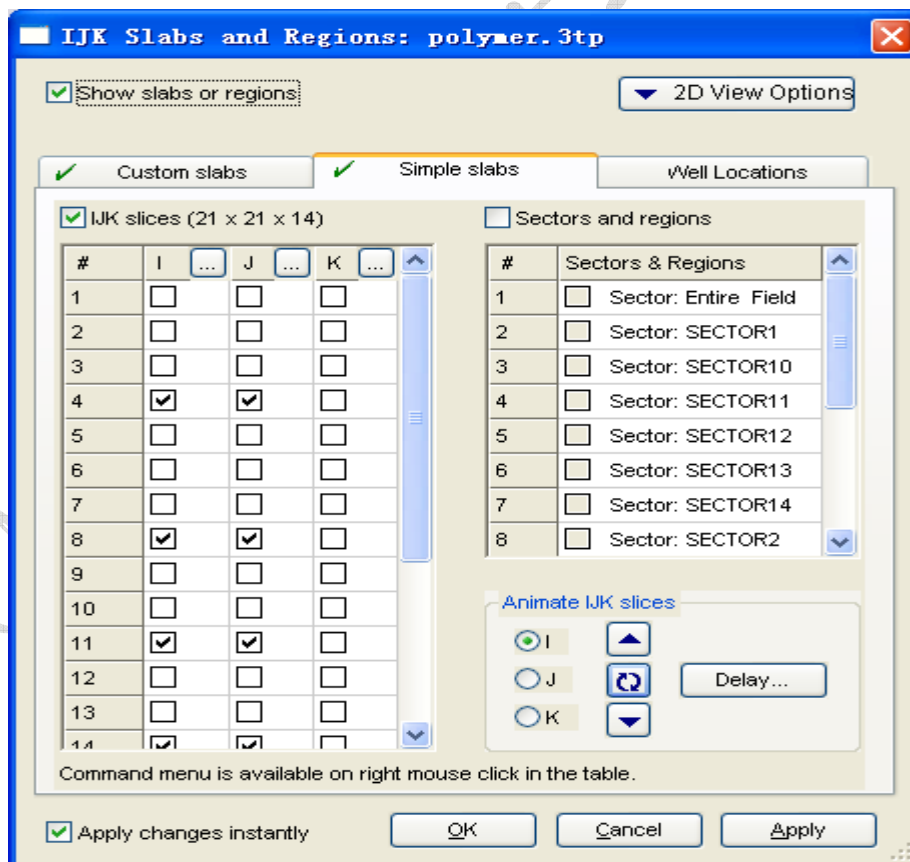 IJK Slabs and Regions: polymer.3tp
Show slabs or regions
2D View Options
Custom slabs Simple slabs Well Locations
IJK slices (21 x 21 x 14)
# I ... J ... K ...
1
2
3
4
5
6
7
8
9
10
11
12
13
14
Sectors and regions
# Sectors & Regions
1 Sector: Entire Field
2 Sector: SECTOR1
3 Sector: SECTOR10
4 Sector: SECTOR11
5 Sector: SECTOR12
6 Sector: SECTOR13
7 Sector: SECTOR14
8 Sector: SECTOR2
Animate IJK slices
I
J
K
Delay...
Command menu is available on right mouse click in the table.
Apply changes instantly
OK Cancel Apply